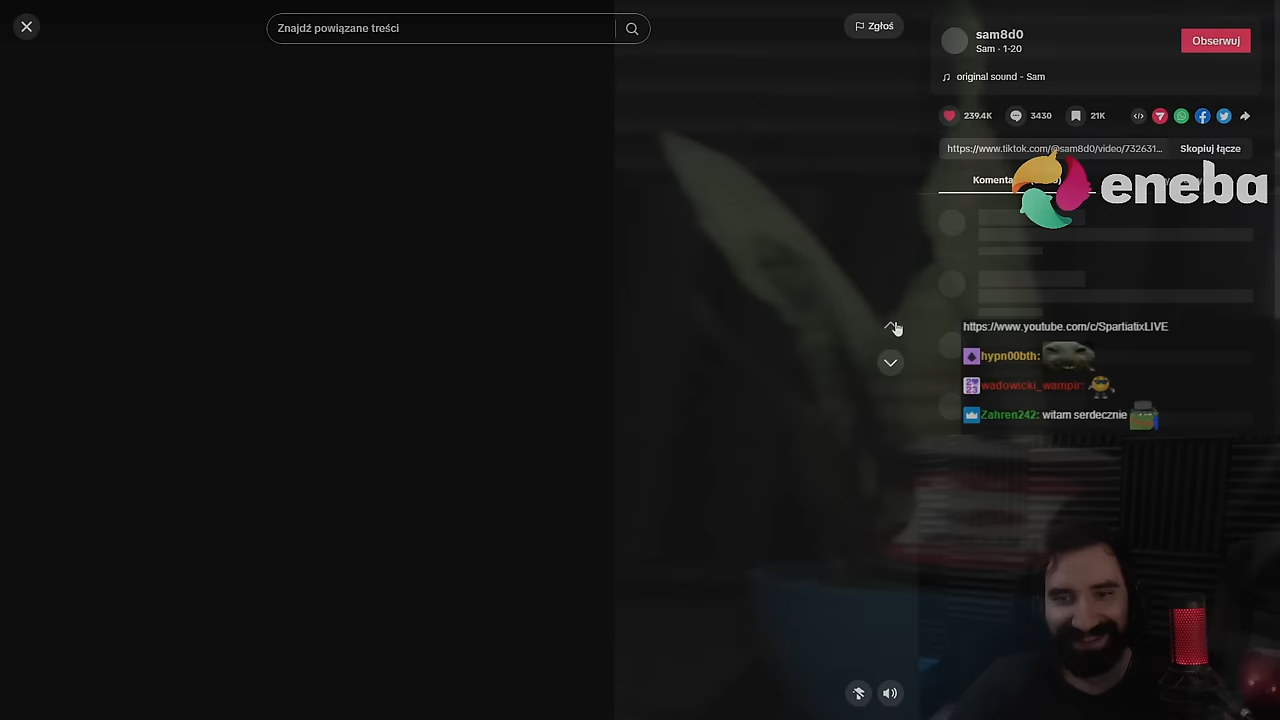 Znajdź powiązane treści
Zgłoś
sam8d0
Sam · 1-20
Obserwuj
original sound - Sam
239.4K
3430
21K
https://www.tiktok.com/@sam8d0/video/732631...
Skopiuj łącze
eneba
https://www.youtube.com/c/SpartiatixLIVE
hypn00bth:
wadowicki_wampir:
Zahren242: witam serdecznie